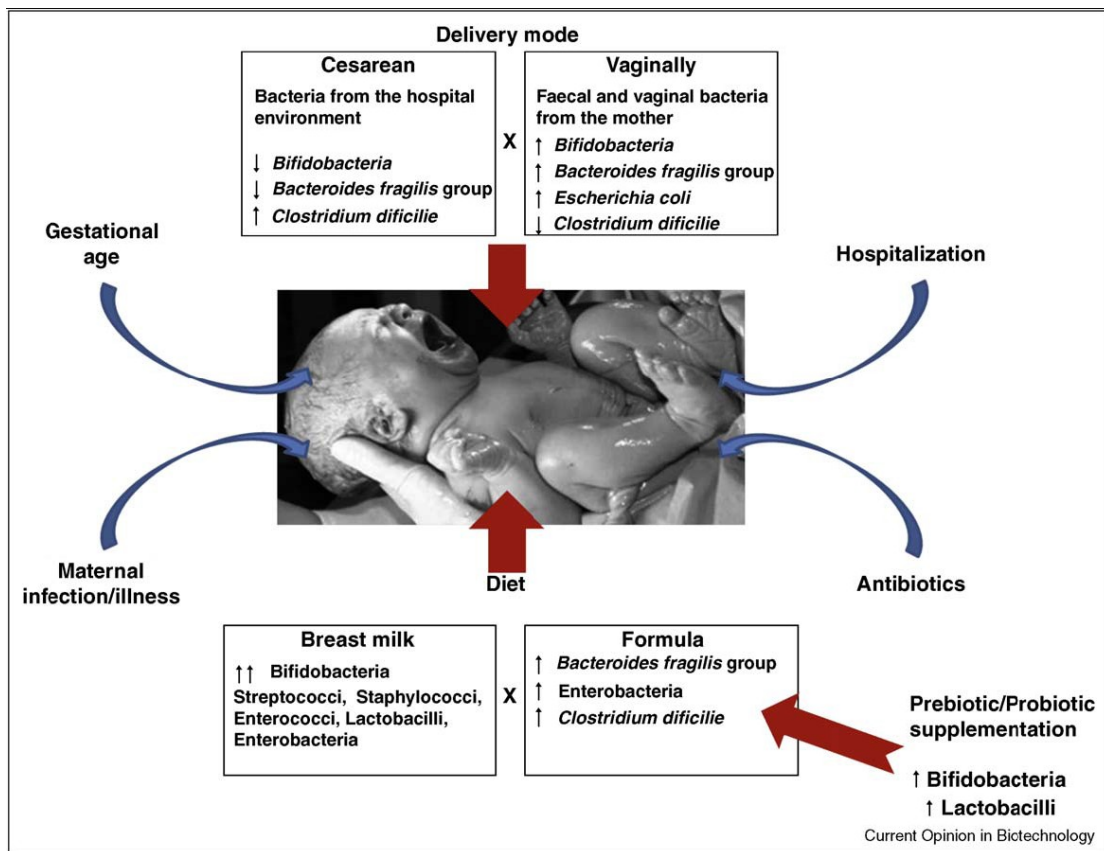 Delivery mode
Cesarean
Bacteria from the hospital
environment
↓ Bifidobacteria
↓ Bacteroides fragilis group
↑ Clostridium dificilie
X
Vaginally
Faecal and vaginal bacteria
from the mother
↑ Bifidobacteria
↑ Bacteroides fragilis group
↑ Escherichia coli
↓ Clostridium dificilie
Gestational
age
Hospitalization
Maternal
infection/illness
Diet
Antibiotics
Breast milk
↑↑ Bifidobacteria
Streptococci, Staphylococci,
Enterococci, Lactobacilli,
Enterobacteria
X
Formula
↑ Bacteroides fragilis group
↑ Enterobacteria
↑ Clostridium dificilie
Prebiotic/Probiotic
supplementation
↑ Bifidobacteria
↑ Lactobacilli
Current Opinion in Biotechnology